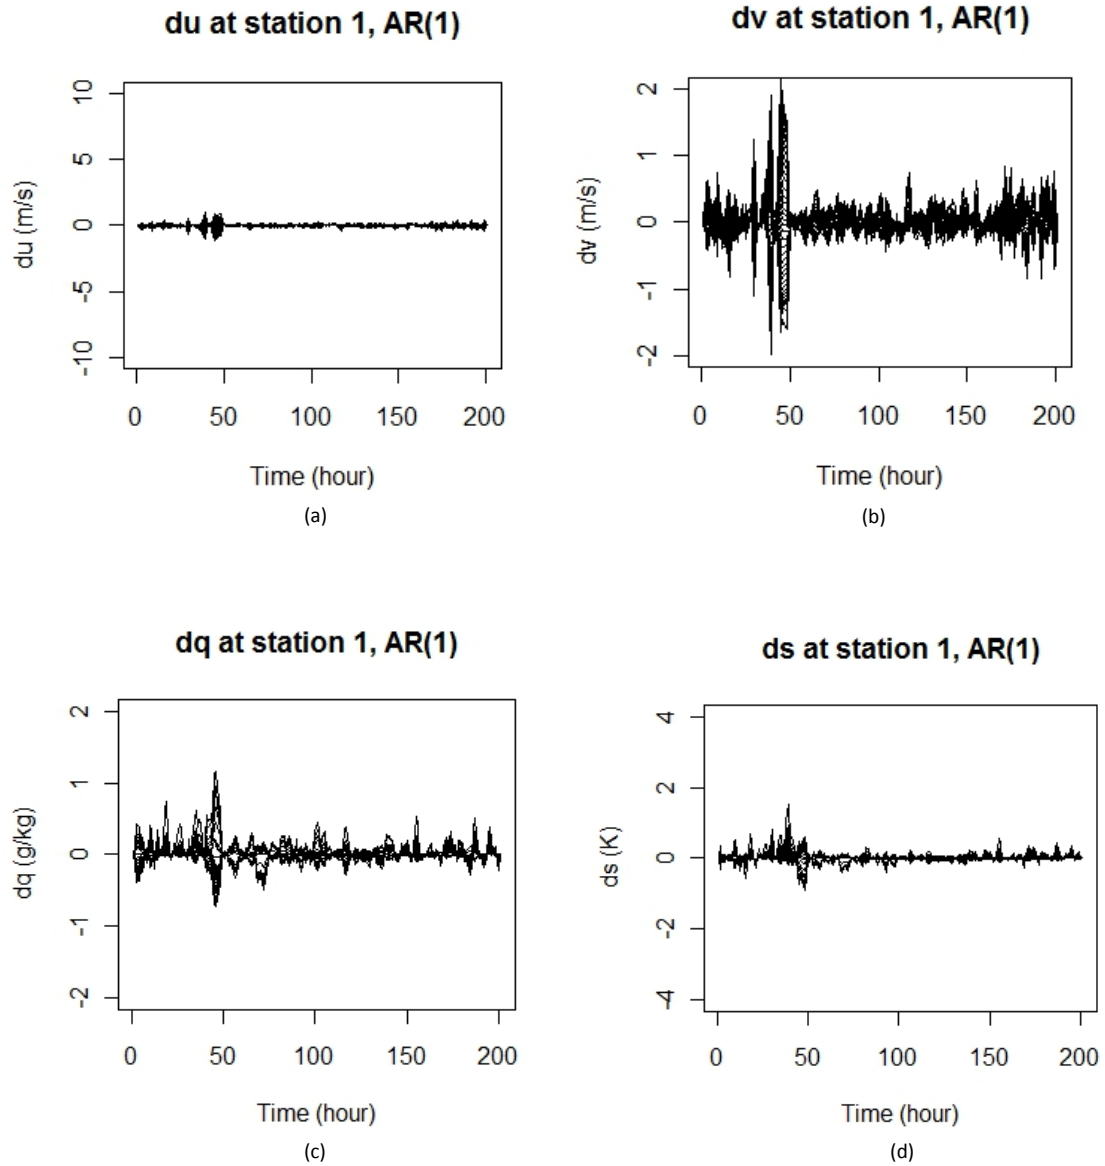 du at station 1, AR(1)
10
5
0
-5
-10
du (m/s)
0 50 100 150 200
Time (hour)
(a)
dv at station 1, AR(1)
2
1
0
-1
-2
dv (m/s)
0 50 100 150 200
Time (hour)
(b)
dq at station 1, AR(1)
2
1
0
-1
-2
dq (g/kg)
0 50 100 150 200
Time (hour)
(c)
ds at station 1, AR(1)
4
2
0
-2
-4
ds (K)
0 50 100 150 200
Time (hour)
(d)